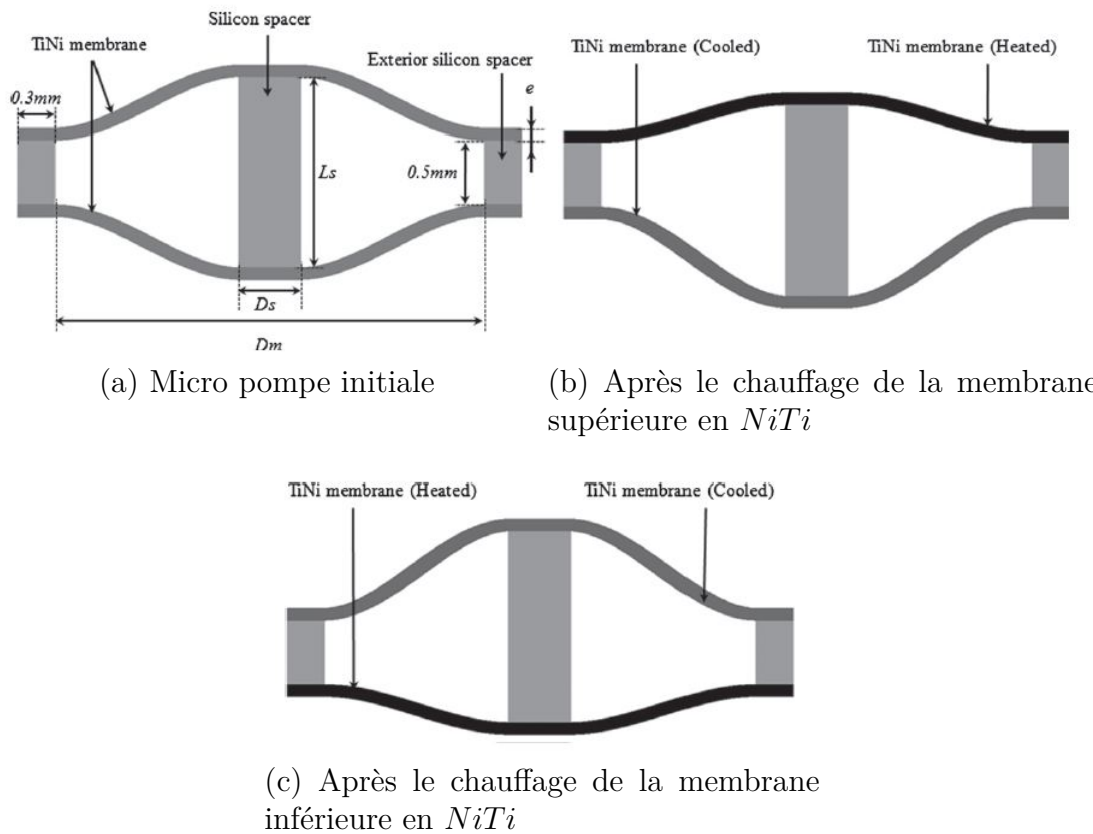 Silicon spacer
TiNi membrane
Exterior silicon spacer
0.3mm
e
Ls
0.5mm
Ds
Dm
(a) Micro pompe initiale
TiNi membrane (Cooled)
TiNi membrane (Heated)
(b) Après le chauffage de la membrane
supérieure en NiTi
TiNi membrane (Heated)
TiNi membrane (Cooled)
(c) Après le chauffage de la membrane
inférieure en NiTi